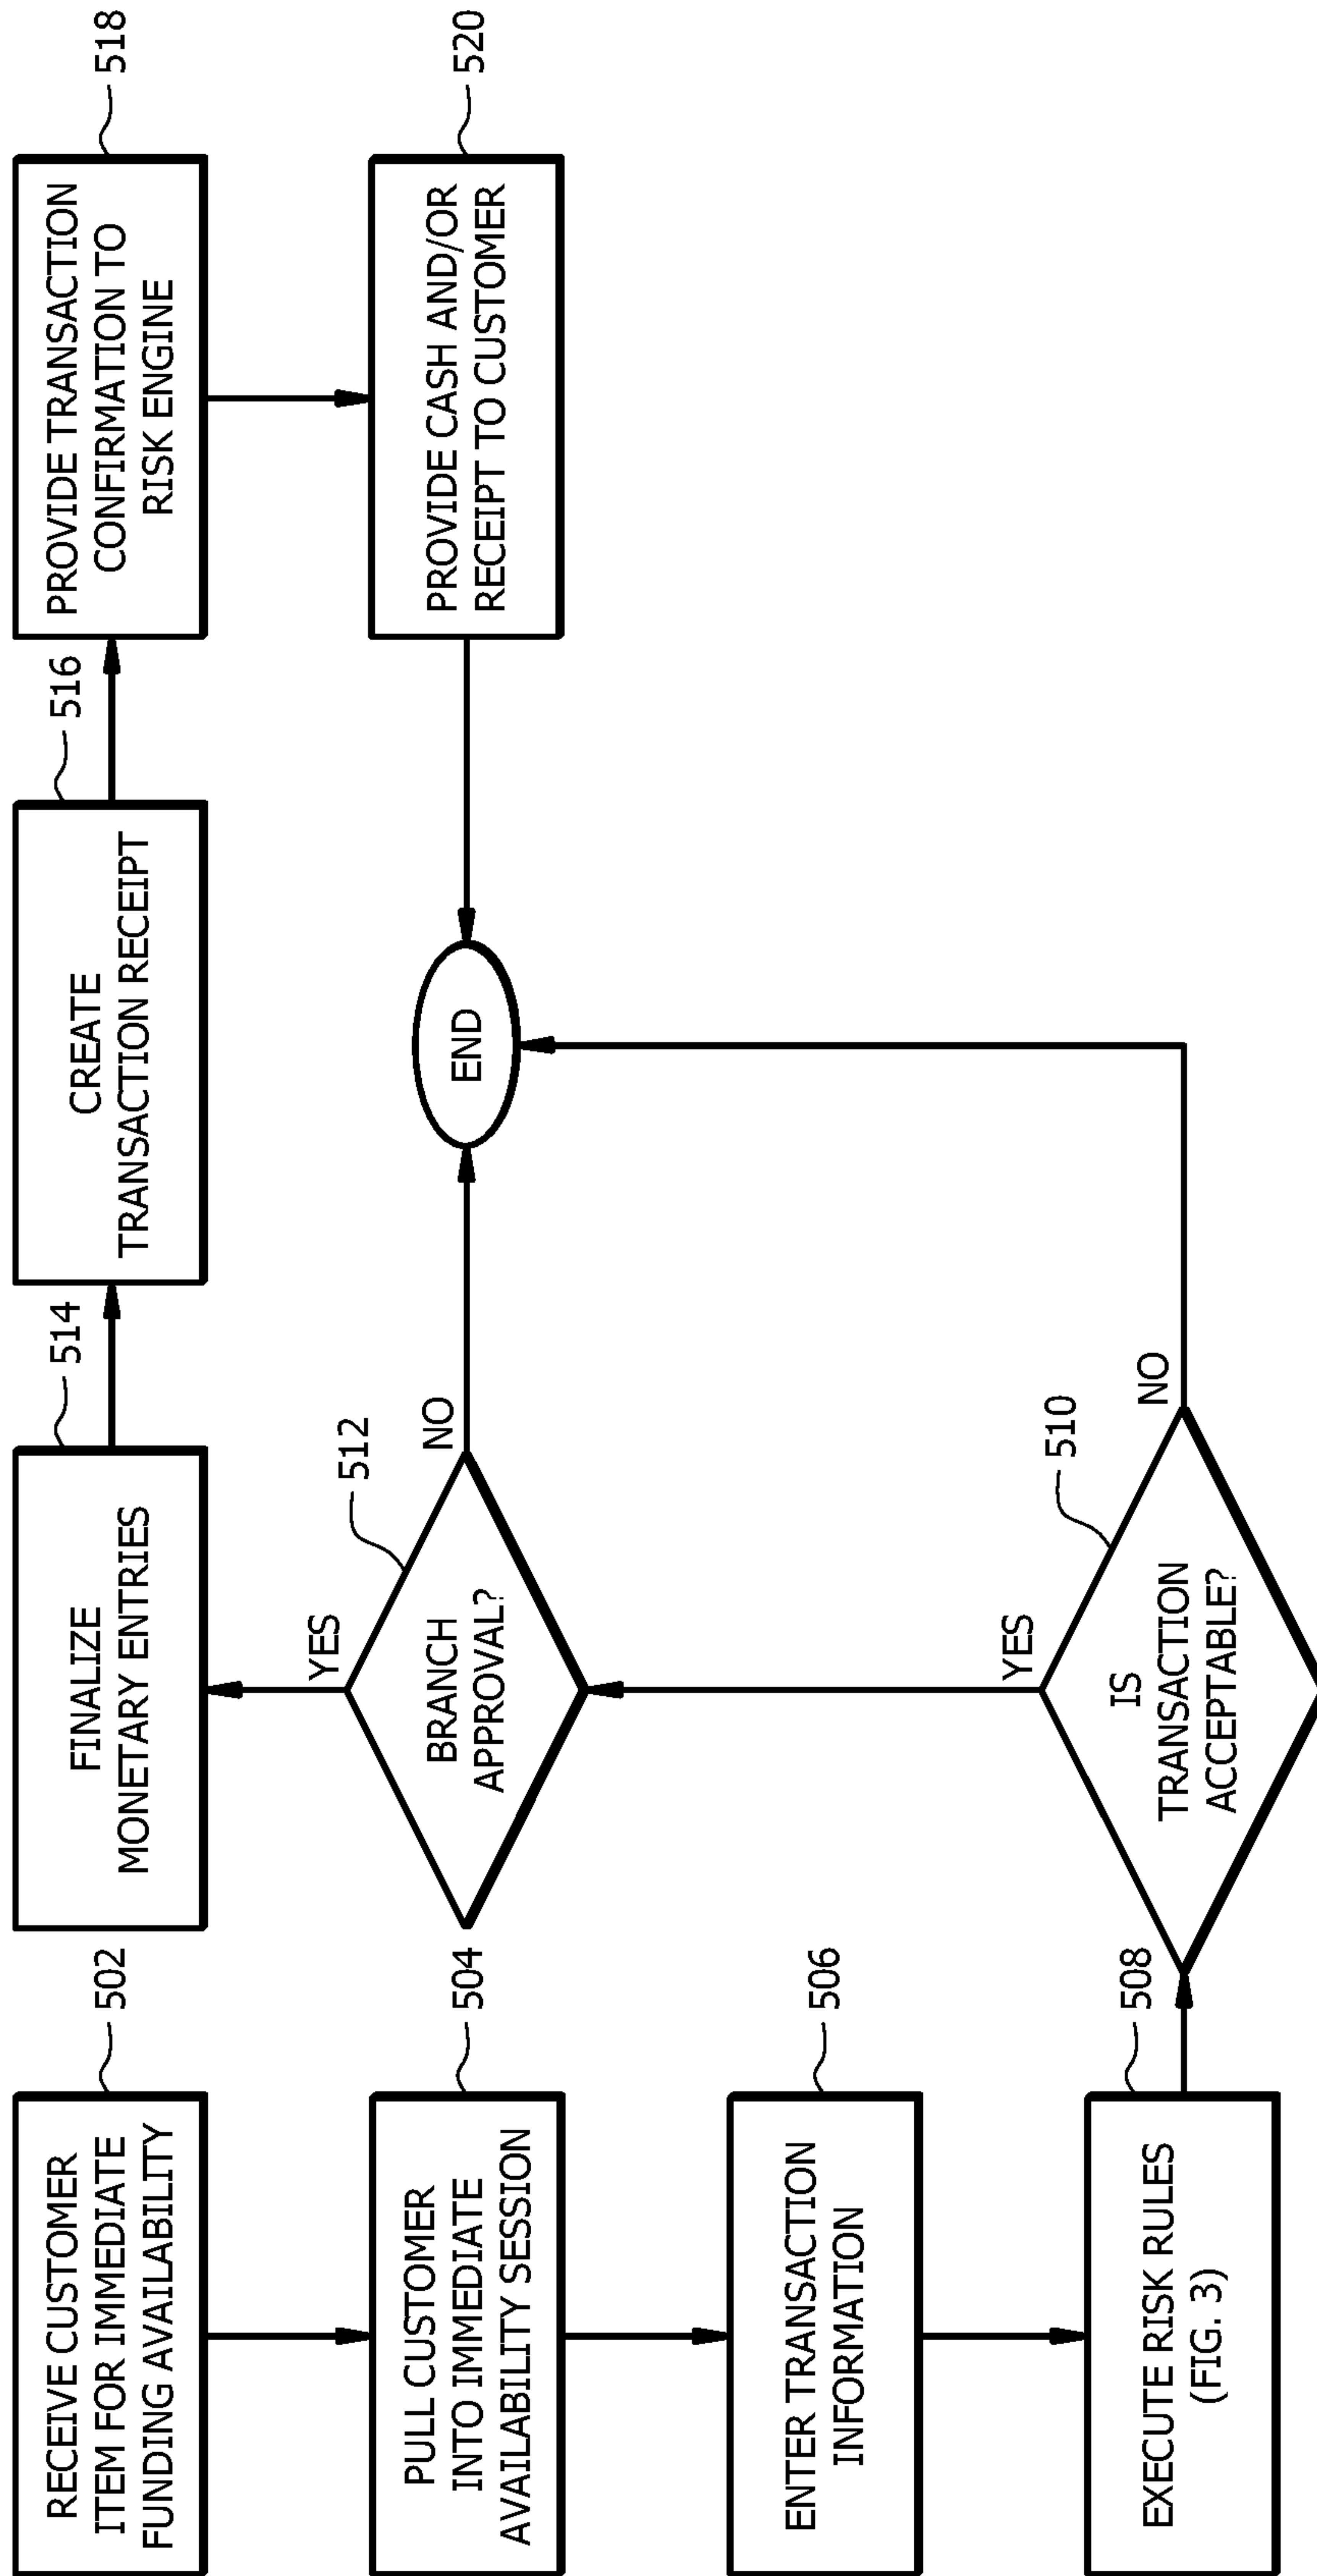 RECEIVE CUSTOMER
ITEM FOR IMMEDIATE
FUNDING AVAILABILITY
502
PULL CUSTOMER
INTO IMMEDIATE
AVAILABILITY SESSION
504
ENTER TRANSACTION
INFORMATION
506
EXECUTE RISK RULES
(FIG. 3)
508
IS
TRANSACTION
ACCEPTABLE?
510
YES
NO
BRANCH
APPROVAL?
512
YES
NO
FINALIZE
MONETARY ENTRIES
514
CREATE
TRANSACTION RECEIPT
516
PROVIDE TRANSACTION
CONFIRMATION TO
RISK ENGINE
518
PROVIDE CASH AND/OR
RECEIPT TO CUSTOMER
520
END